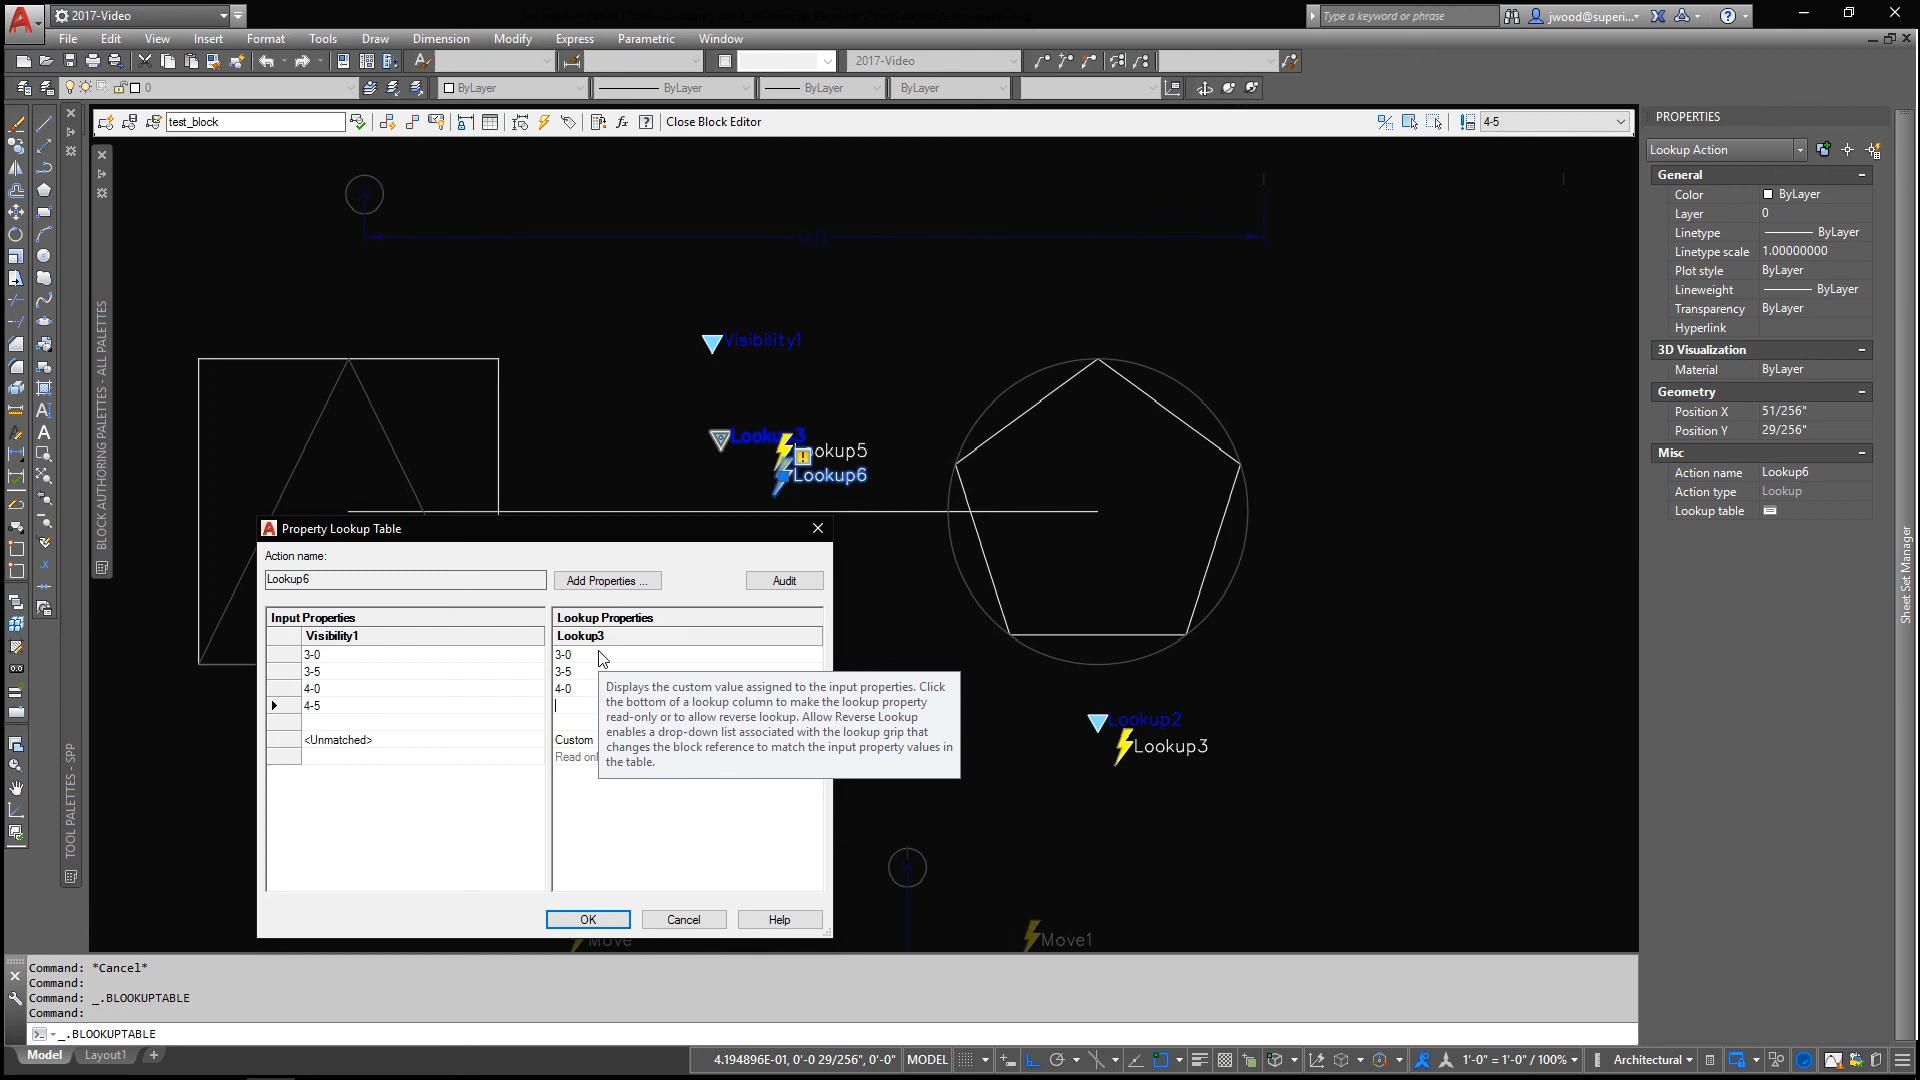 2017-Video
Type a keyword or phrase
jwood@superi...
File Edit View Insert Format Tools Draw Dimension Modify Express Parametric Window
2017-Video
0
ByLayer
ByLayer
ByLayer
ByLayer
test_block
Close Block Editor
4-5
PROPERTIES
Lookup Action
General
Color ByLayer
Layer 0
Linetype ByLayer
Linetype scale 1.00000000
Plot style ByLayer
Lineweight ByLayer
Transparency ByLayer
Hyperlink
3D Visualization
Material ByLayer
Geometry
Position X 51/256"
Position Y 29/256"
Misc
Action name Lookup6
Action type Lookup
Lookup table
Sheet Set Manager
BLOCK AUTHORING PALETTES - ALL PALETTES
TOOL PALETTES - SPP
Visibility1
Lookup3
Lookup5
Lookup6
Lookup2
Lookup3
Move
Move1
Property Lookup Table
Action name:
Lookup6
Add Properties ...
Audit
Input Properties
Lookup Properties
Visibility1
Lookup3
3-0 3-0
3-5 3-5
4-0 4-0
4-5
<Unmatched> Custom
Read onl
Displays the custom value assigned to the input properties. Click
the bottom of a lookup column to make the lookup property
read-only or to allow reverse lookup. Allow Reverse Lookup
enables a drop-down list associated with the lookup grip that
changes the block reference to match the input property values in
the table.
OK
Cancel
Help
Command: *Cancel*
Command:
Command: _.BLOOKUPTABLE
Command:
_.BLOOKUPTABLE
Model Layout1 +
4.194896E-01, 0'-0 29/256", 0'-0" MODEL
1'-0" = 1'-0" / 100%
Architectural